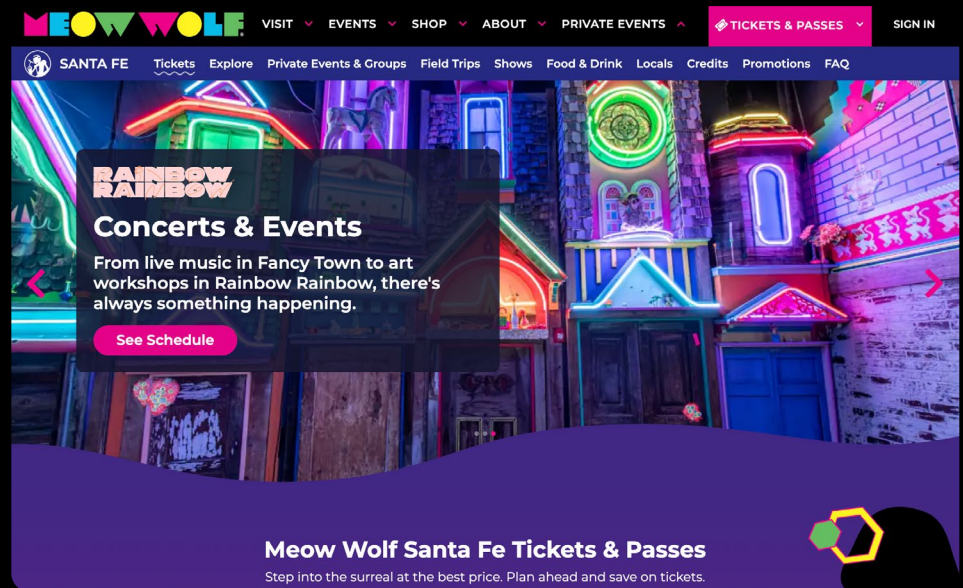 MEOW WOLF.
VISIT EVENTS SHOP ABOUT PRIVATE EVENTS TICKETS & PASSES SIGN IN
SANTA FE Tickets Explore Private Events & Groups Field Trips Shows Food & Drink Locals Credits Promotions FAQ
RAINBOW
RAINBOW
Concerts & Events
From live music in Fancy Town to art
workshops in Rainbow Rainbow, there's
always something happening.
See Schedule
Meow Wolf Santa Fe Tickets & Passes
Step into the surreal at the best price. Plan ahead and save on tickets.